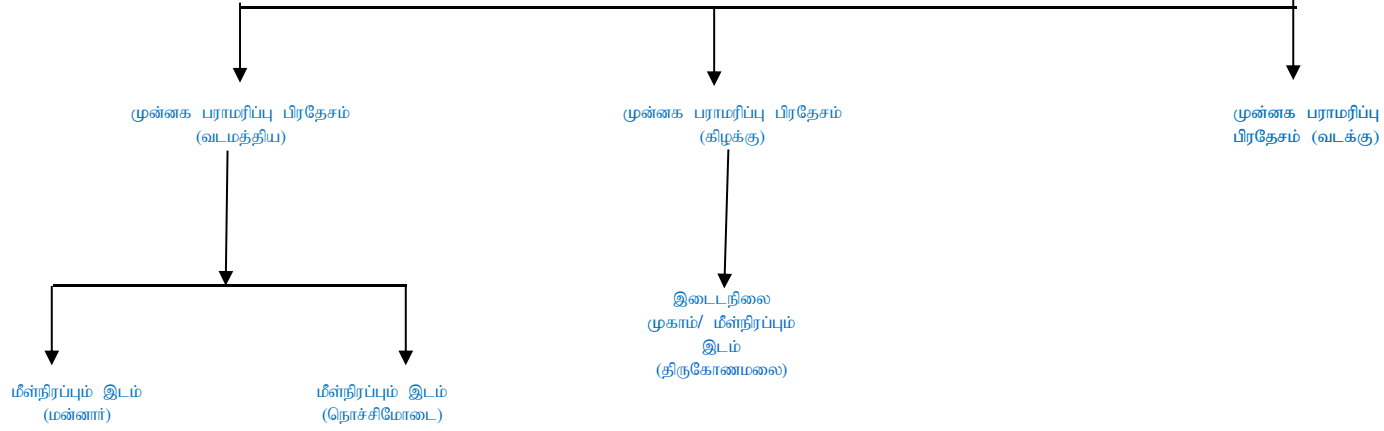 முன்னக பராமரிப்பு பிரதேசம்
(வடமத்திய)
முன்னக பராமரிப்பு பிரதேசம்
(கிழக்கு)
முன்னக பராமரிப்பு
பிரதேசம் (வடக்கு)
இடைடநிலை
முகாம்/ மீள்நிரப்பும்
இடம்
(திருகோணமலை)
மீள்நிரப்பும் இடம்
(மன்னார்)
மீள்நிரப்பும் இடம்
(நொச்சிமோடை)